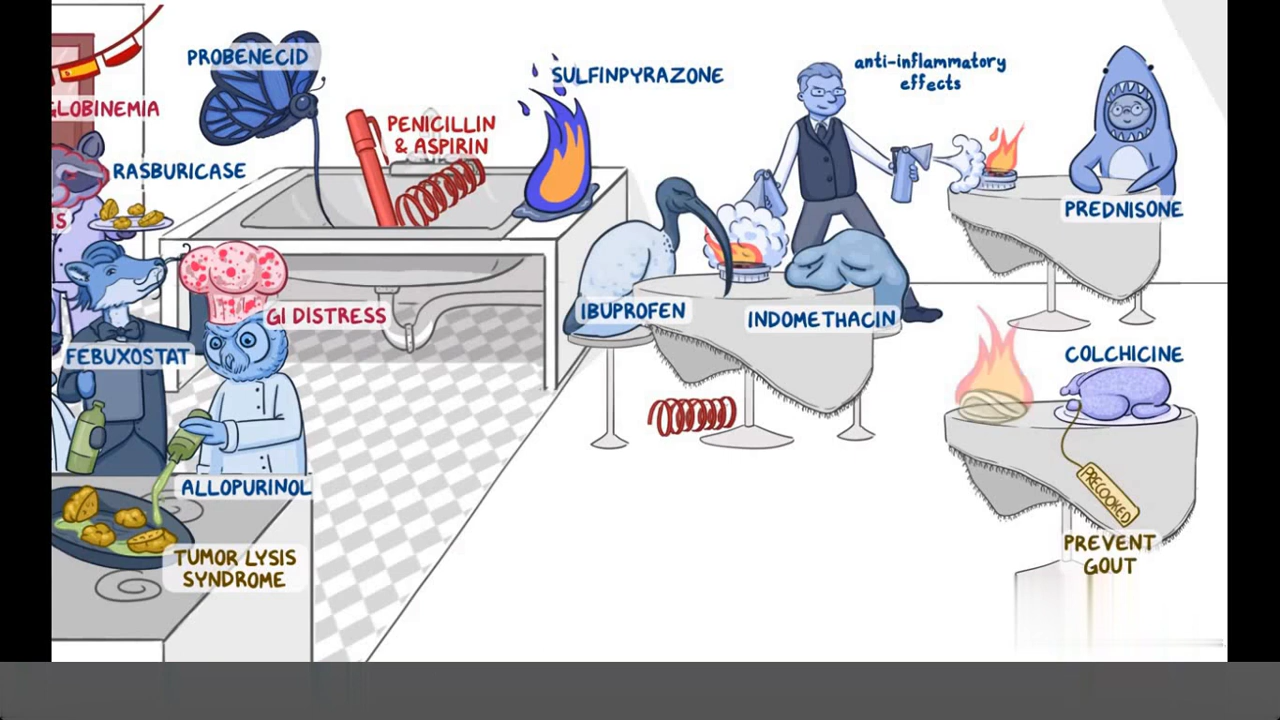 PROBENECID
GLOBINEMIA
RASBURICASE
PENICILLIN
& ASPIRIN
SULFINPYRAZONE
anti-inflammatory
effects
PREDNISONE
IS
FEBUXOSTAT
GI DISTRESS
IBUPROFEN
INDOMETHACIN
COLCHICINE
ALLOPURINOL
PRECOOKED
TUMOR LYSIS
SYNDROME
PREVENT
GOUT